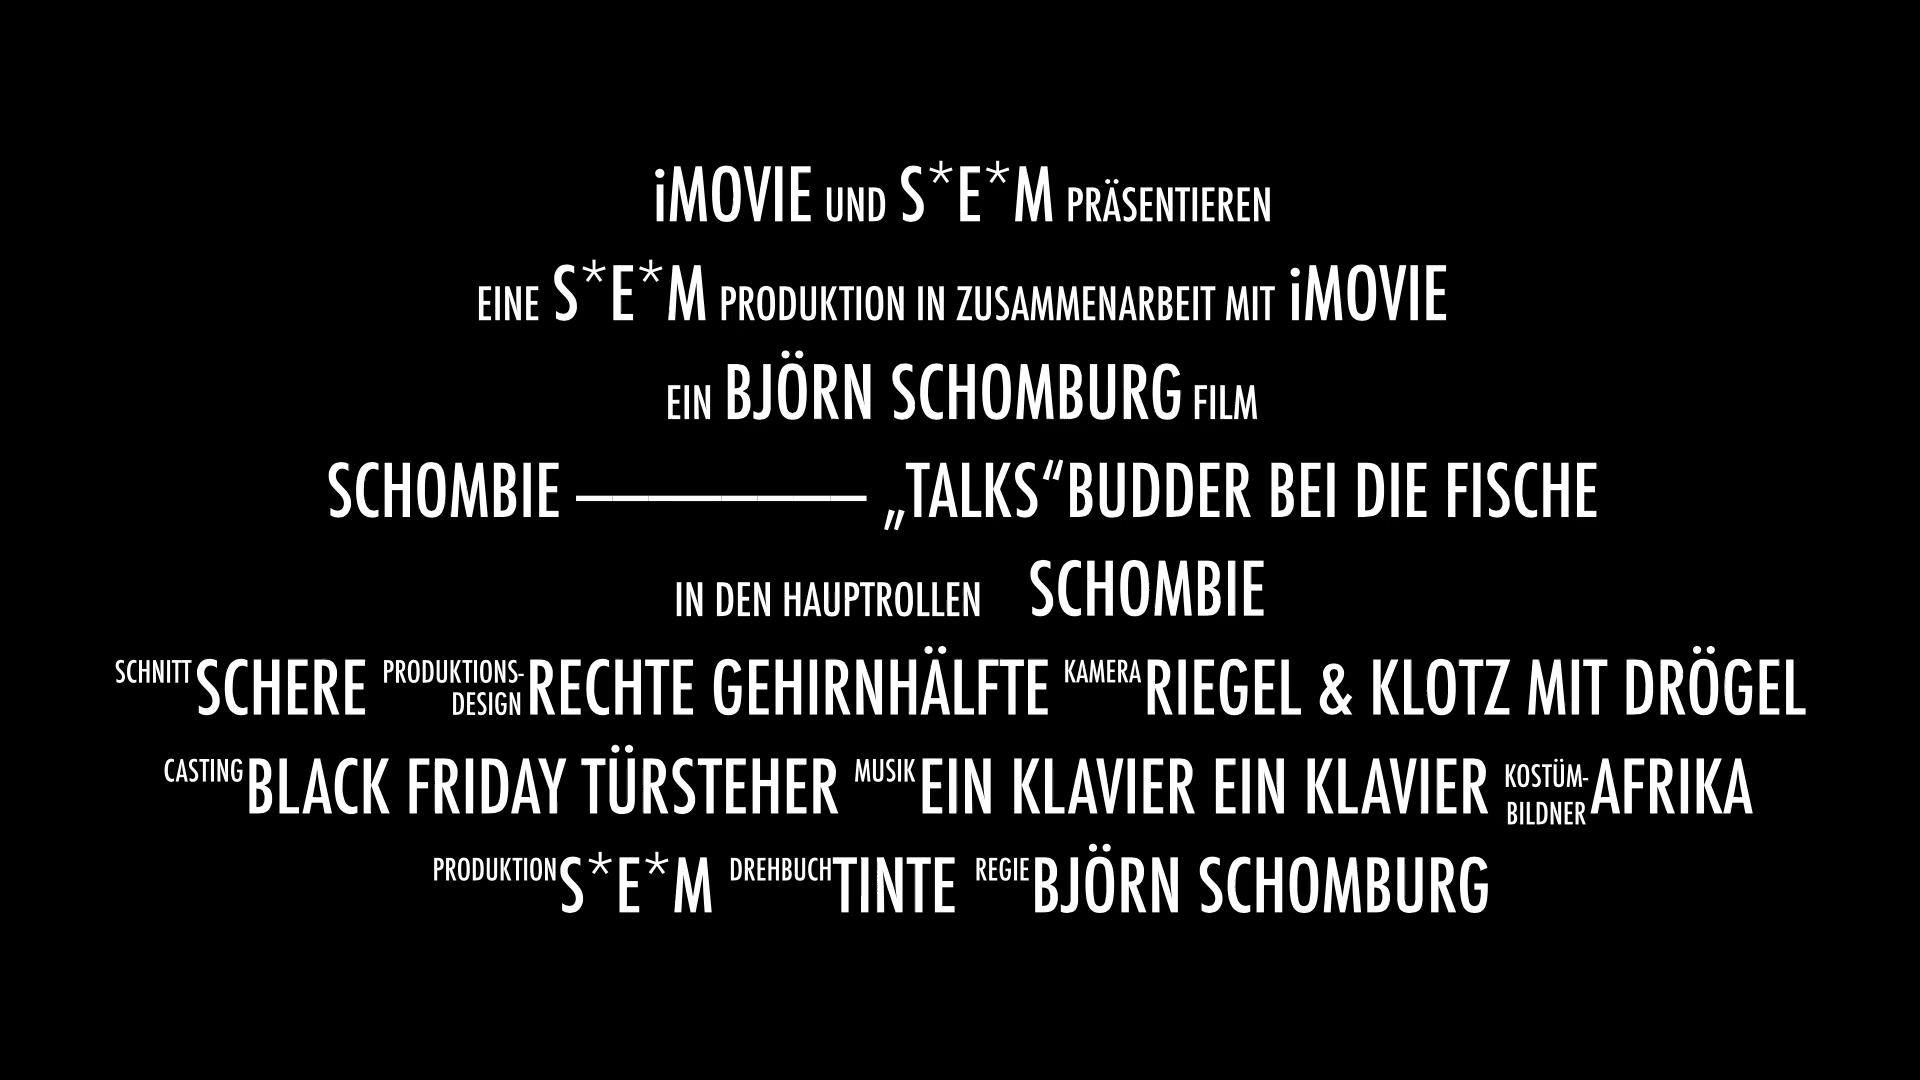 iMOVIE UND S*E*M PRÄSENTIEREN
EINE S*E*M PRODUKTION IN ZUSAMMENARBEIT MIT iMOVIE
EIN BJÖRN SCHOMBURG FILM
SCHOMBIE ———————— „TALKS“BUDDER BEI DIE FISCHE
IN DEN HAUPTROLLEN SCHOMBIE
SCHNITT SCHERE PRODUKTIONS-DESIGN RECHTE GEHIRNHÄLFTE KAMERA RIEGEL & KLOTZ MIT DRÖGEL
CASTING BLACK FRIDAY TÜRSTEHER MUSIK EIN KLAVIER EIN KLAVIER KOSTÜM-BILDNER AFRIKA
PRODUKTION S*E*M DREHBUCH TINTE REGIE BJÖRN SCHOMBURG